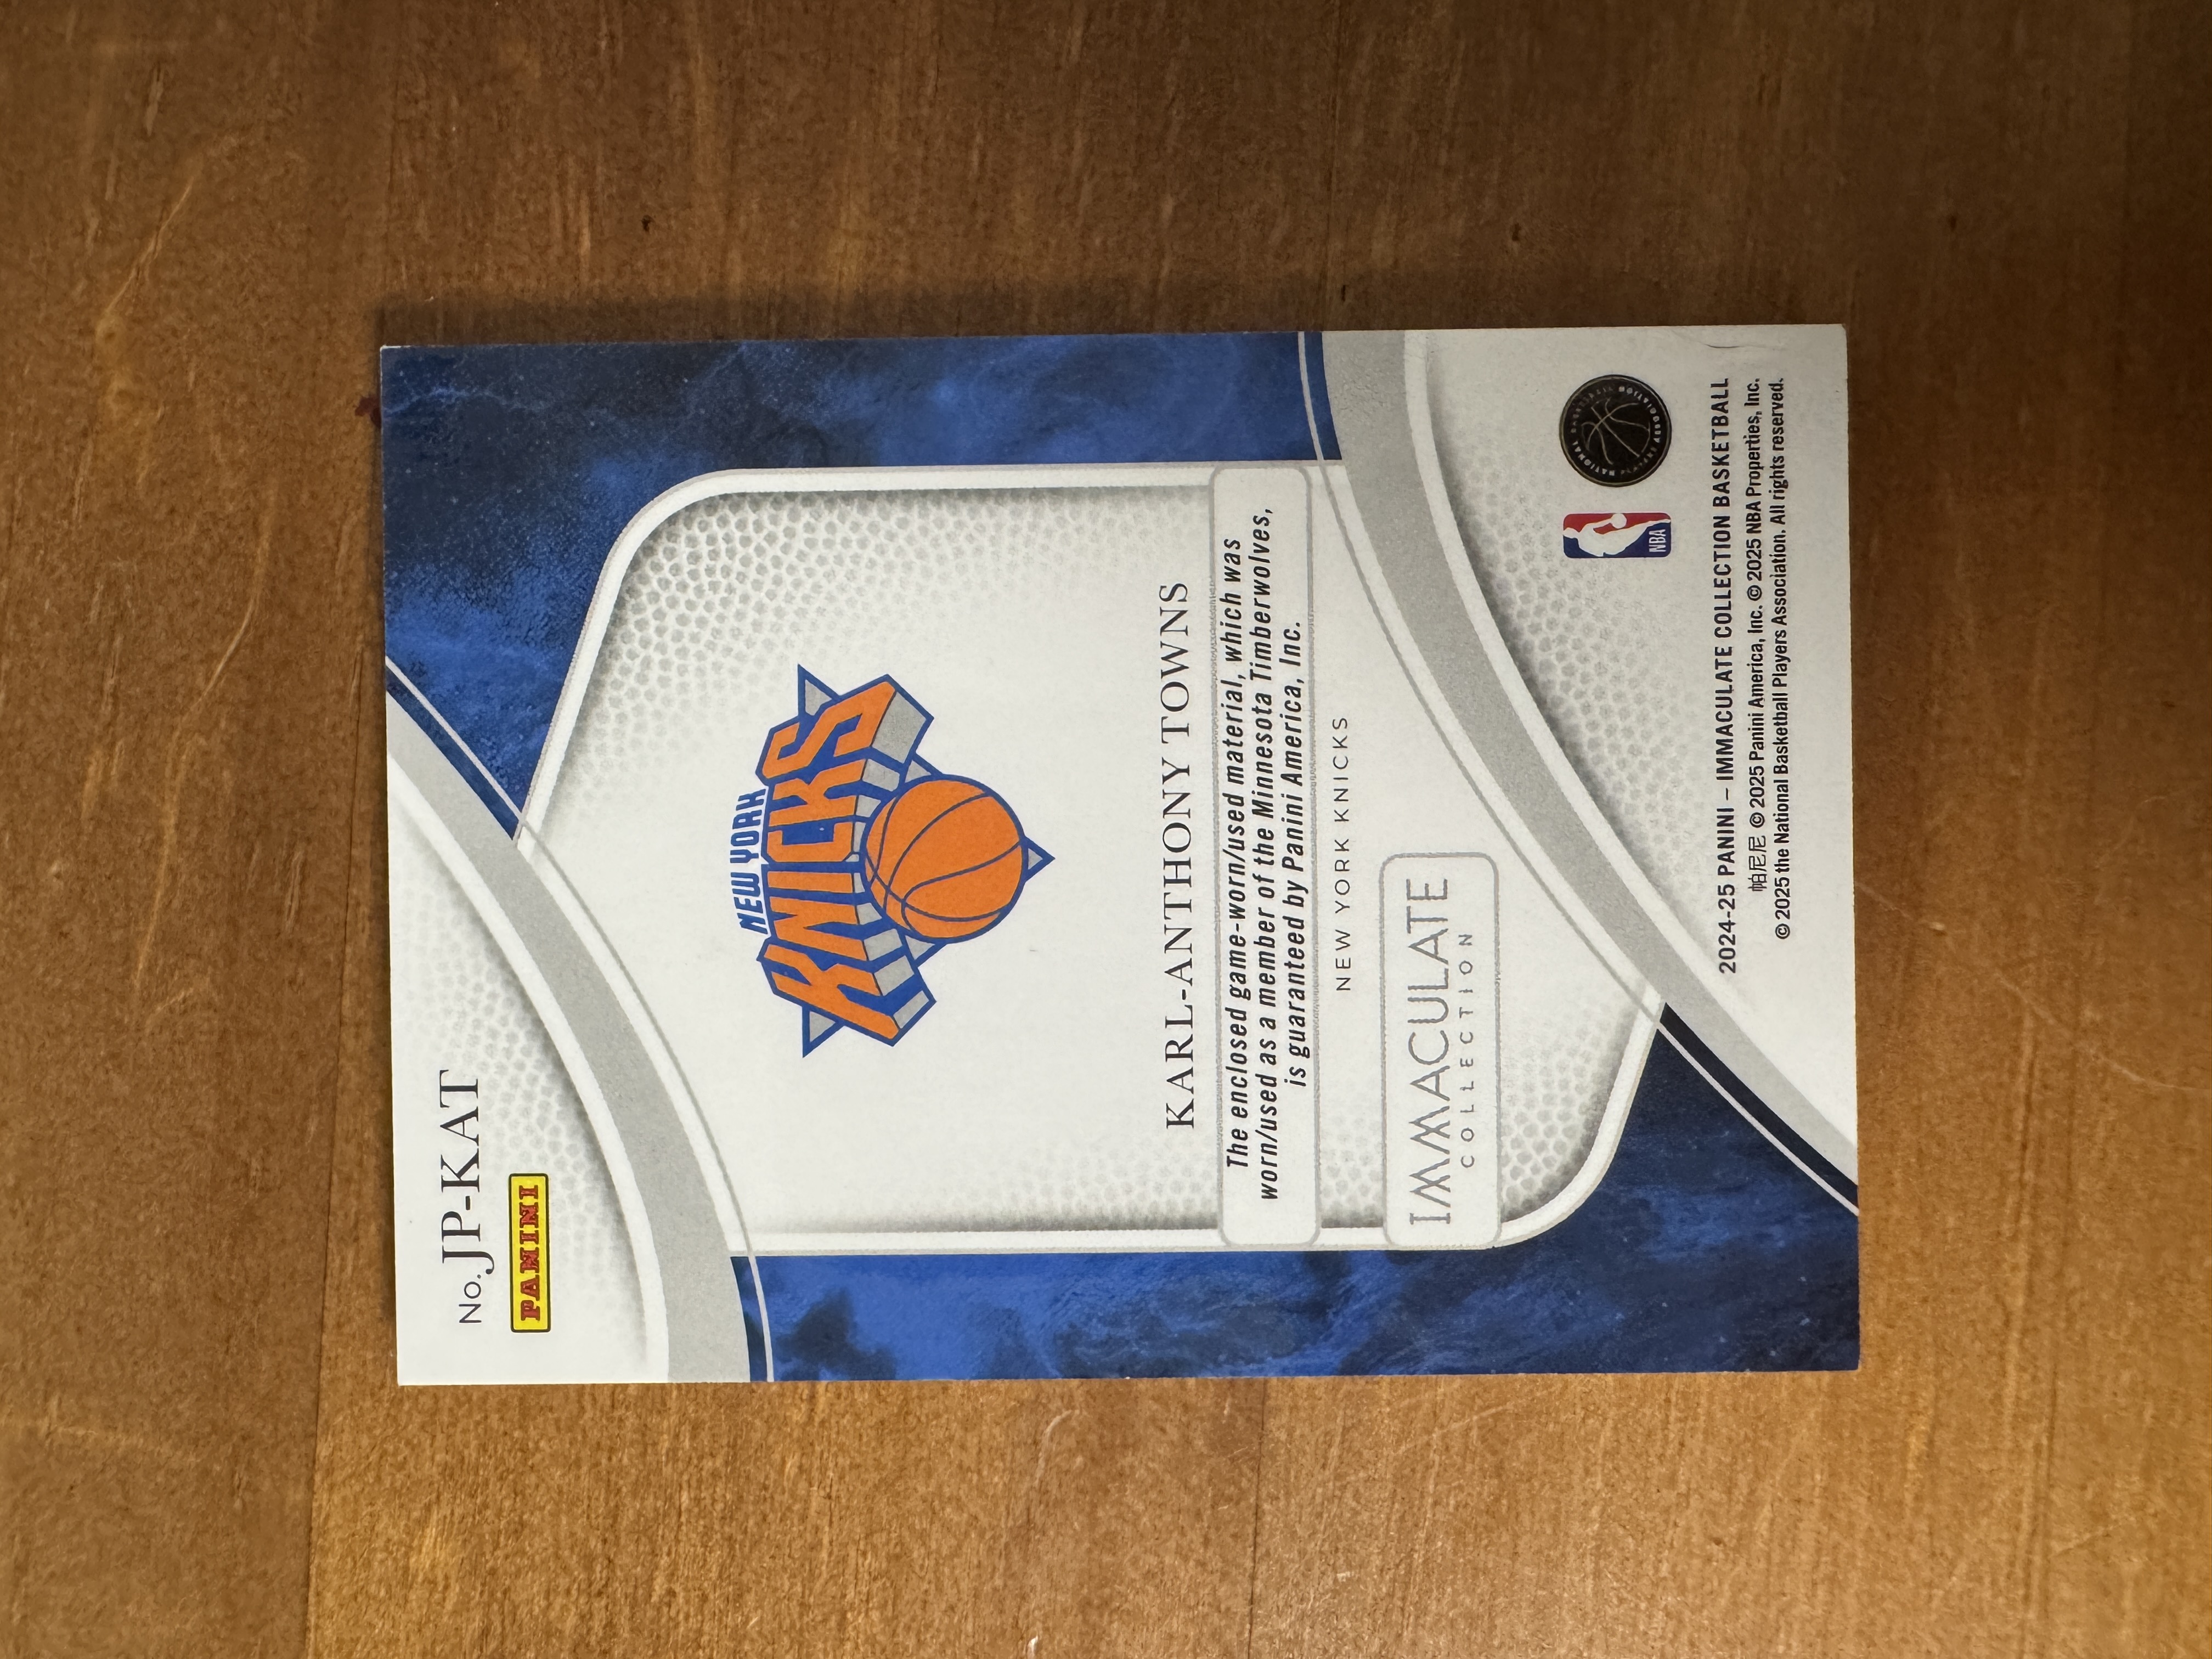 No. JP-KAT
PANINI
NEW YORK
KNICKS
KARL-ANTHONY TOWNS
The enclosed game-worn/used material, which was
worn/used as a member of the Minnesota Timberwolves,
is guaranteed by Panini America, Inc.
NEW YORK KNICKS
IMMACULATE
COLLECTION
NBA
2024-25 PANINI – IMMACULATE COLLECTION BASKETBALL
帕尼尼 © 2025 Panini America, Inc. © 2025 NBA Properties, Inc.
© 2025 the National Basketball Players Association. All rights reserved.